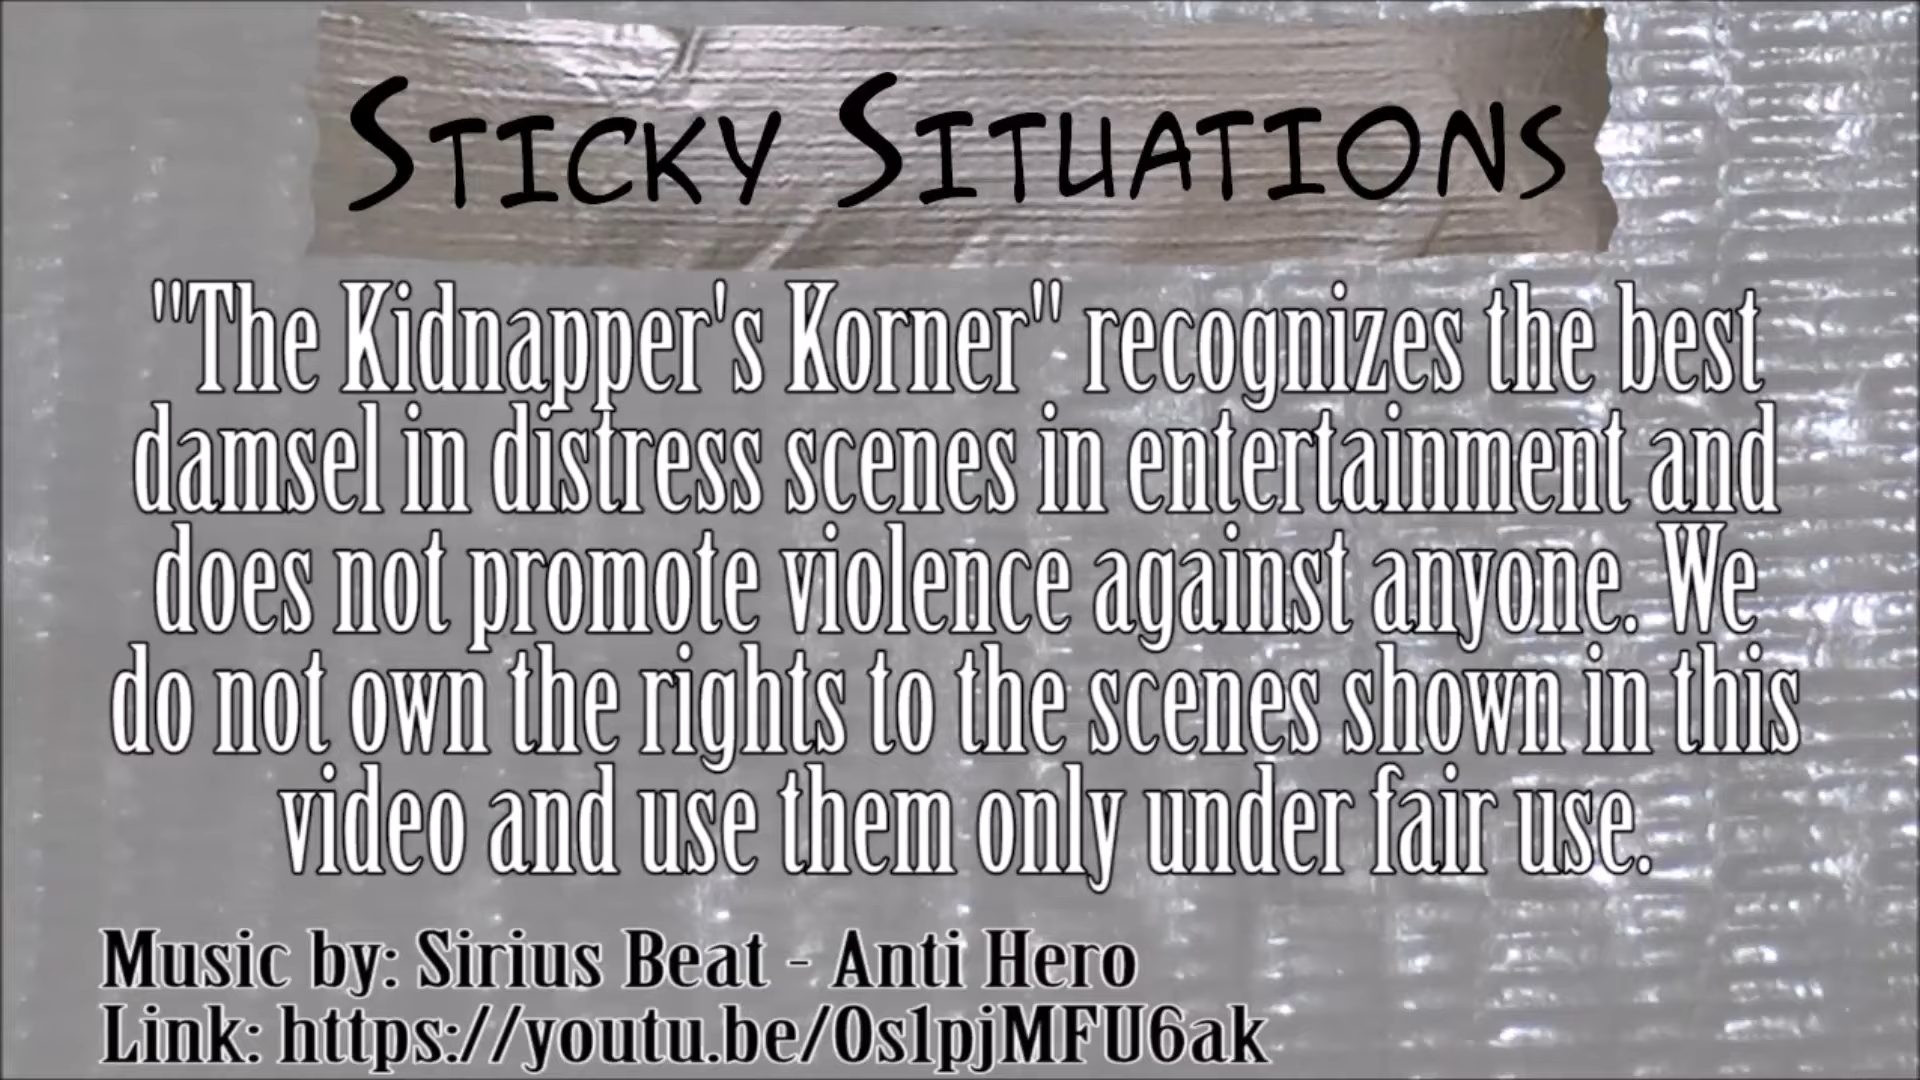 Sticky Situations
"The Kidnapper's Korner" recognizes the best
damsel in distress scenes in entertainment and
does not promote violence against anyone. We
do not own the rights to the scenes shown in this
video and use them only under fair use.
Music by: Sirius Beat - Anti Hero
Link: https://youtu.be/0s1pjMFU6ak